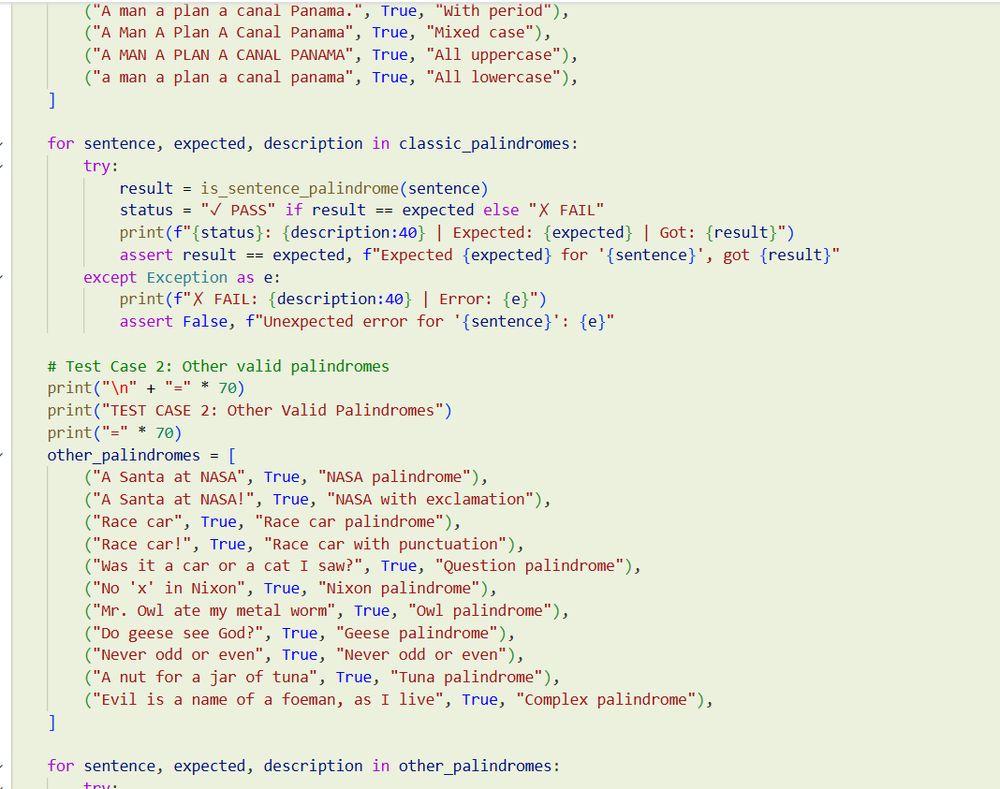 ("A man a plan a canal Panama.", True, "With period"),
("A Man A Plan A Canal Panama", True, "Mixed case"),
("A MAN A PLAN A CANAL PANAMA", True, "All uppercase"),
("a man a plan a canal panama", True, "All lowercase"),
]
for sentence, expected, description in classic_palindromes:
try:
result = is_sentence_palindrome(sentence)
status = "✓ PASS" if result == expected else "✗ FAIL"
print(f"{status}: {description:40} | Expected: {expected} | Got: {result}")
assert result == expected, f"Expected {expected} for '{sentence}', got {result}"
except Exception as e:
print(f"✗ FAIL: {description:40} | Error: {e}")
assert False, f"Unexpected error for '{sentence}': {e}"
# Test Case 2: Other valid palindromes
print("\n" + "=" * 70)
print("TEST CASE 2: Other Valid Palindromes")
print("=" * 70)
other_palindromes = [
("A Santa at NASA", True, "NASA palindrome"),
("A Santa at NASA!", True, "NASA with exclamation"),
("Race car", True, "Race car palindrome"),
("Race car!", True, "Race car with punctuation"),
("Was it a car or a cat I saw?", True, "Question palindrome"),
("No 'x' in Nixon", True, "Nixon palindrome"),
("Mr. Owl ate my metal worm", True, "Owl palindrome"),
("Do geese see God?", True, "Geese palindrome"),
("Never odd or even", True, "Never odd or even"),
("A nut for a jar of tuna", True, "Tuna palindrome"),
("Evil is a name of a foeman, as I live", True, "Complex palindrome"),
]
for sentence, expected, description in other_palindromes:
try: